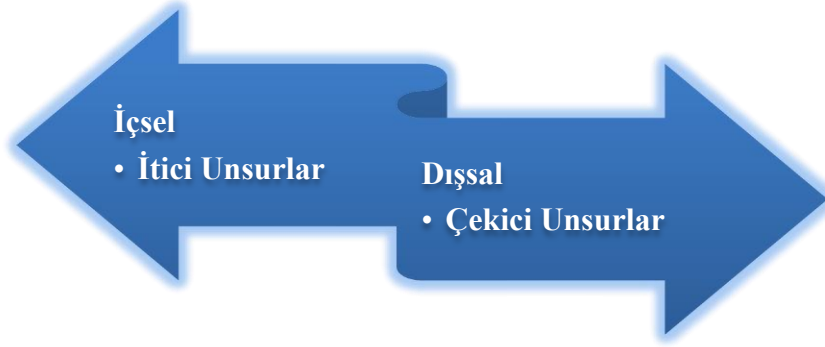 İçsel
• İtici Unsurlar
Dışsal
• Çekici Unsurlar